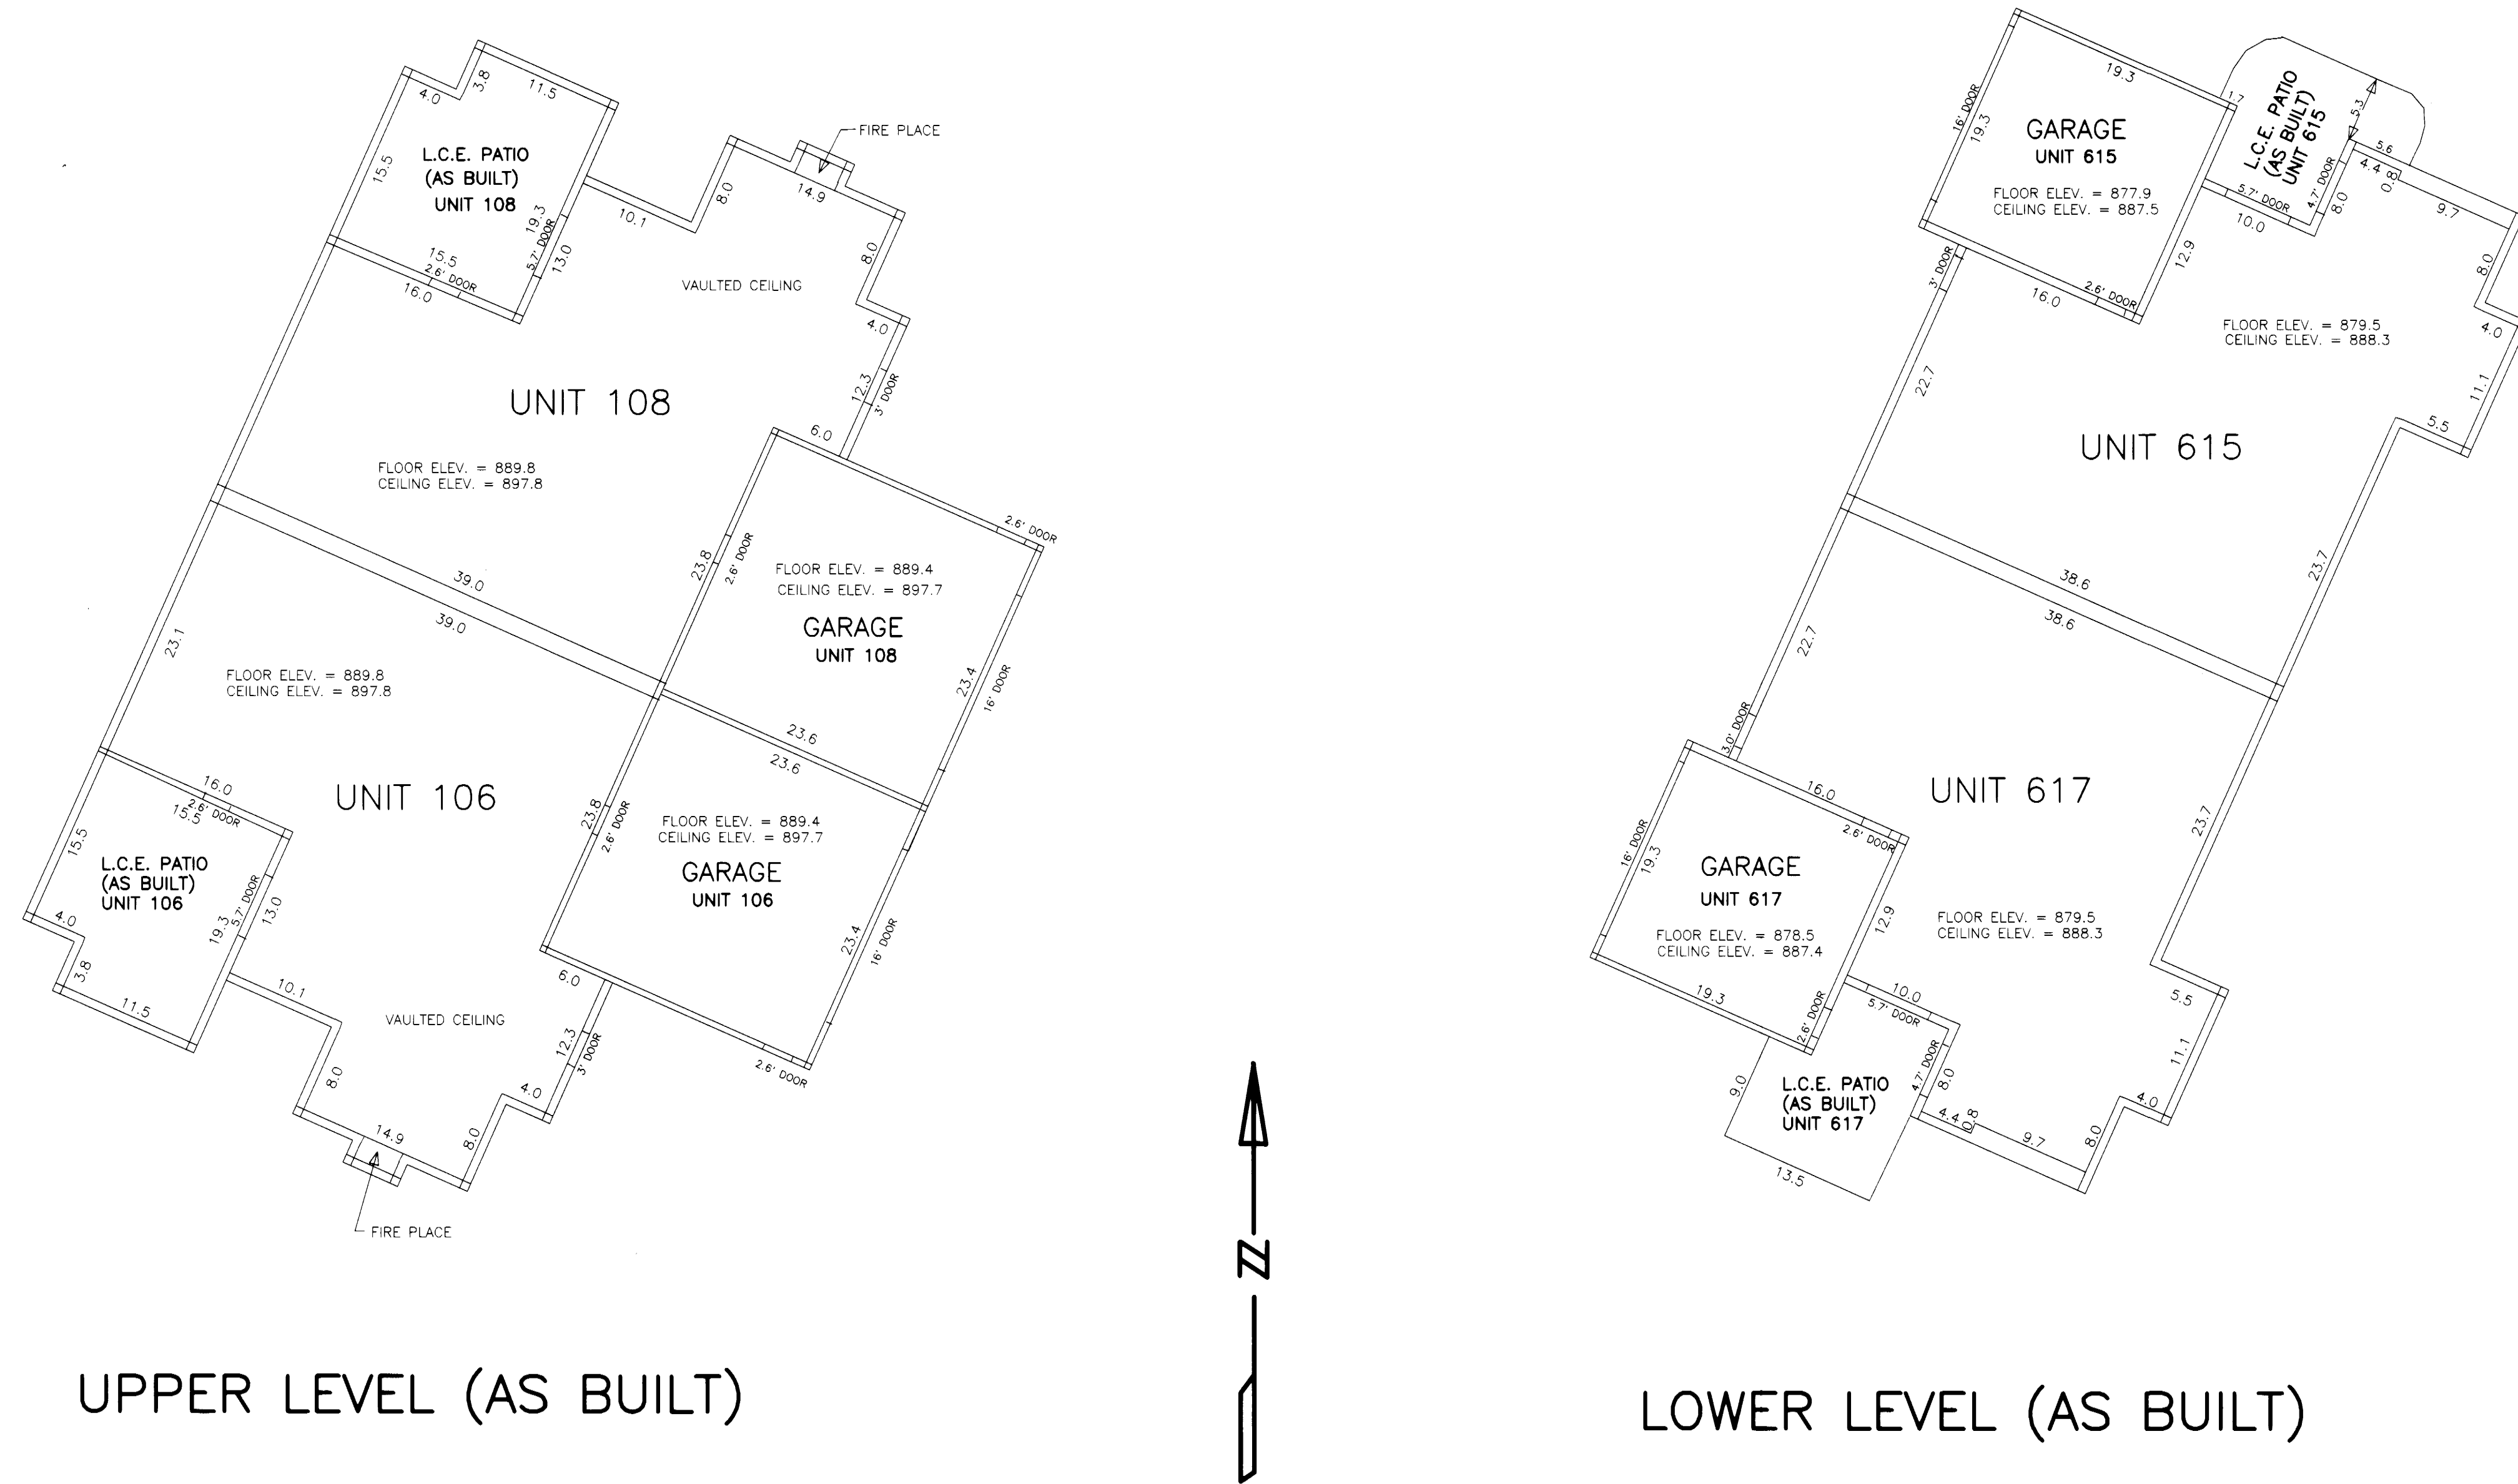 3.8
11.5
4.0
15.5
L.C.E. PATIO
(AS BUILT)
UNIT 108
19.3
5.7' DOOR
13.0
15.5
2.6' DOOR
16.0
10.1
8.0
FIRE PLACE
14.9
8.0
VAULTED CEILING
4.0
12.3
3' DOOR
UNIT 108
6.0
FLOOR ELEV. = 889.8
CEILING ELEV. = 897.8
2.6' DOOR
23.8
2.6' DOOR
FLOOR ELEV. = 889.4
CEILING ELEV. = 897.7
GARAGE
UNIT 108
23.4
16' DOOR
39.0
39.0
23.6
23.6
23.1
FLOOR ELEV. = 889.8
CEILING ELEV. = 897.8
UNIT 106
16.0
2.6' DOOR
15.5
15.5
L.C.E. PATIO
(AS BUILT)
UNIT 106
5.7' DOOR
19.3
13.0
4.0
3.8
11.5
10.1
23.8
2.6' DOOR
FLOOR ELEV. = 889.4
CEILING ELEV. = 897.7
GARAGE
UNIT 106
23.4
16' DOOR
6.0
VAULTED CEILING
8.0
12.3
3' DOOR
2.6' DOOR
4.0
14.9
8.0
FIRE PLACE
UPPER LEVEL (AS BUILT)
N
19.3
16' DOOR
19.3
GARAGE
UNIT 615
FLOOR ELEV. = 877.9
CEILING ELEV. = 887.5
1.7
L.C.E. PATIO
(AS BUILT)
UNIT 615
5.3
5.6
4.4
0.8
4.7' DOOR
8.0
5.7' DOOR
10.0
9.7
12.9
3' DOOR
16.0
2.6' DOOR
8.0
FLOOR ELEV. = 879.5
CEILING ELEV. = 888.3
4.0
22.7
11.1
5.5
UNIT 615
23.7
38.6
38.6
22.7
3.0' DOOR
UNIT 617
16.0
2.6' DOOR
23.7
16' DOOR
19.3
GARAGE
UNIT 617
FLOOR ELEV. = 878.5
CEILING ELEV. = 887.4
12.9
FLOOR ELEV. = 879.5
CEILING ELEV. = 888.3
19.3
2.6' DOOR
10.0
5.7' DOOR
5.5
4.7' DOOR
8.0
11.1
9.0
L.C.E. PATIO
(AS BUILT)
UNIT 617
4.4
0.8
9.7
8.0
4.0
13.5
LOWER LEVEL (AS BUILT)